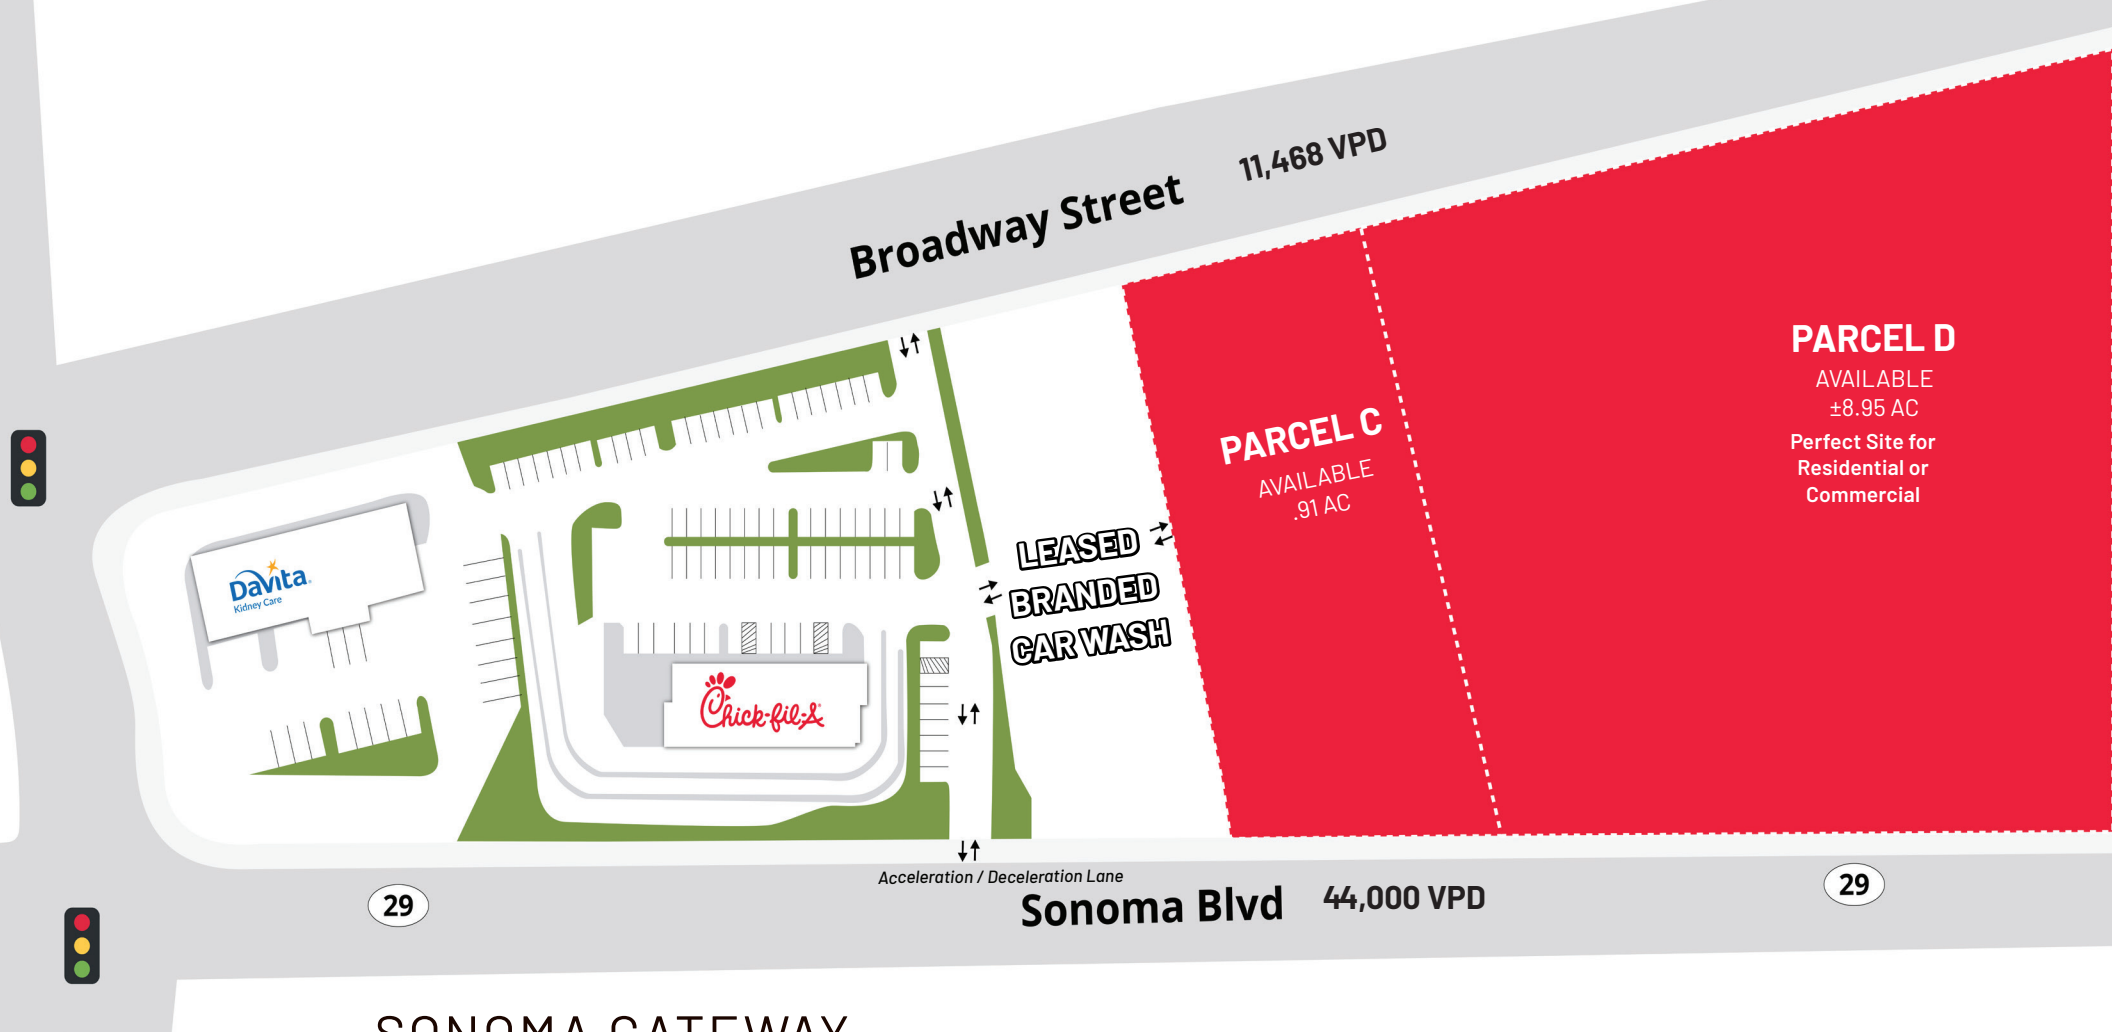 Broadway Street
11,468 VPD
PARCEL D
AVAILABLE
±8.95 AC
Perfect Site for
Residential or
Commercial
PARCEL C
AVAILABLE
.91 AC
LEASED
BRANDED
CAR WASH
DaVita
Kidney Care
Chick-fil-A
Acceleration / Deceleration Lane
Sonoma Blvd
44,000 VPD
29
29
SONOMA GATEWAY